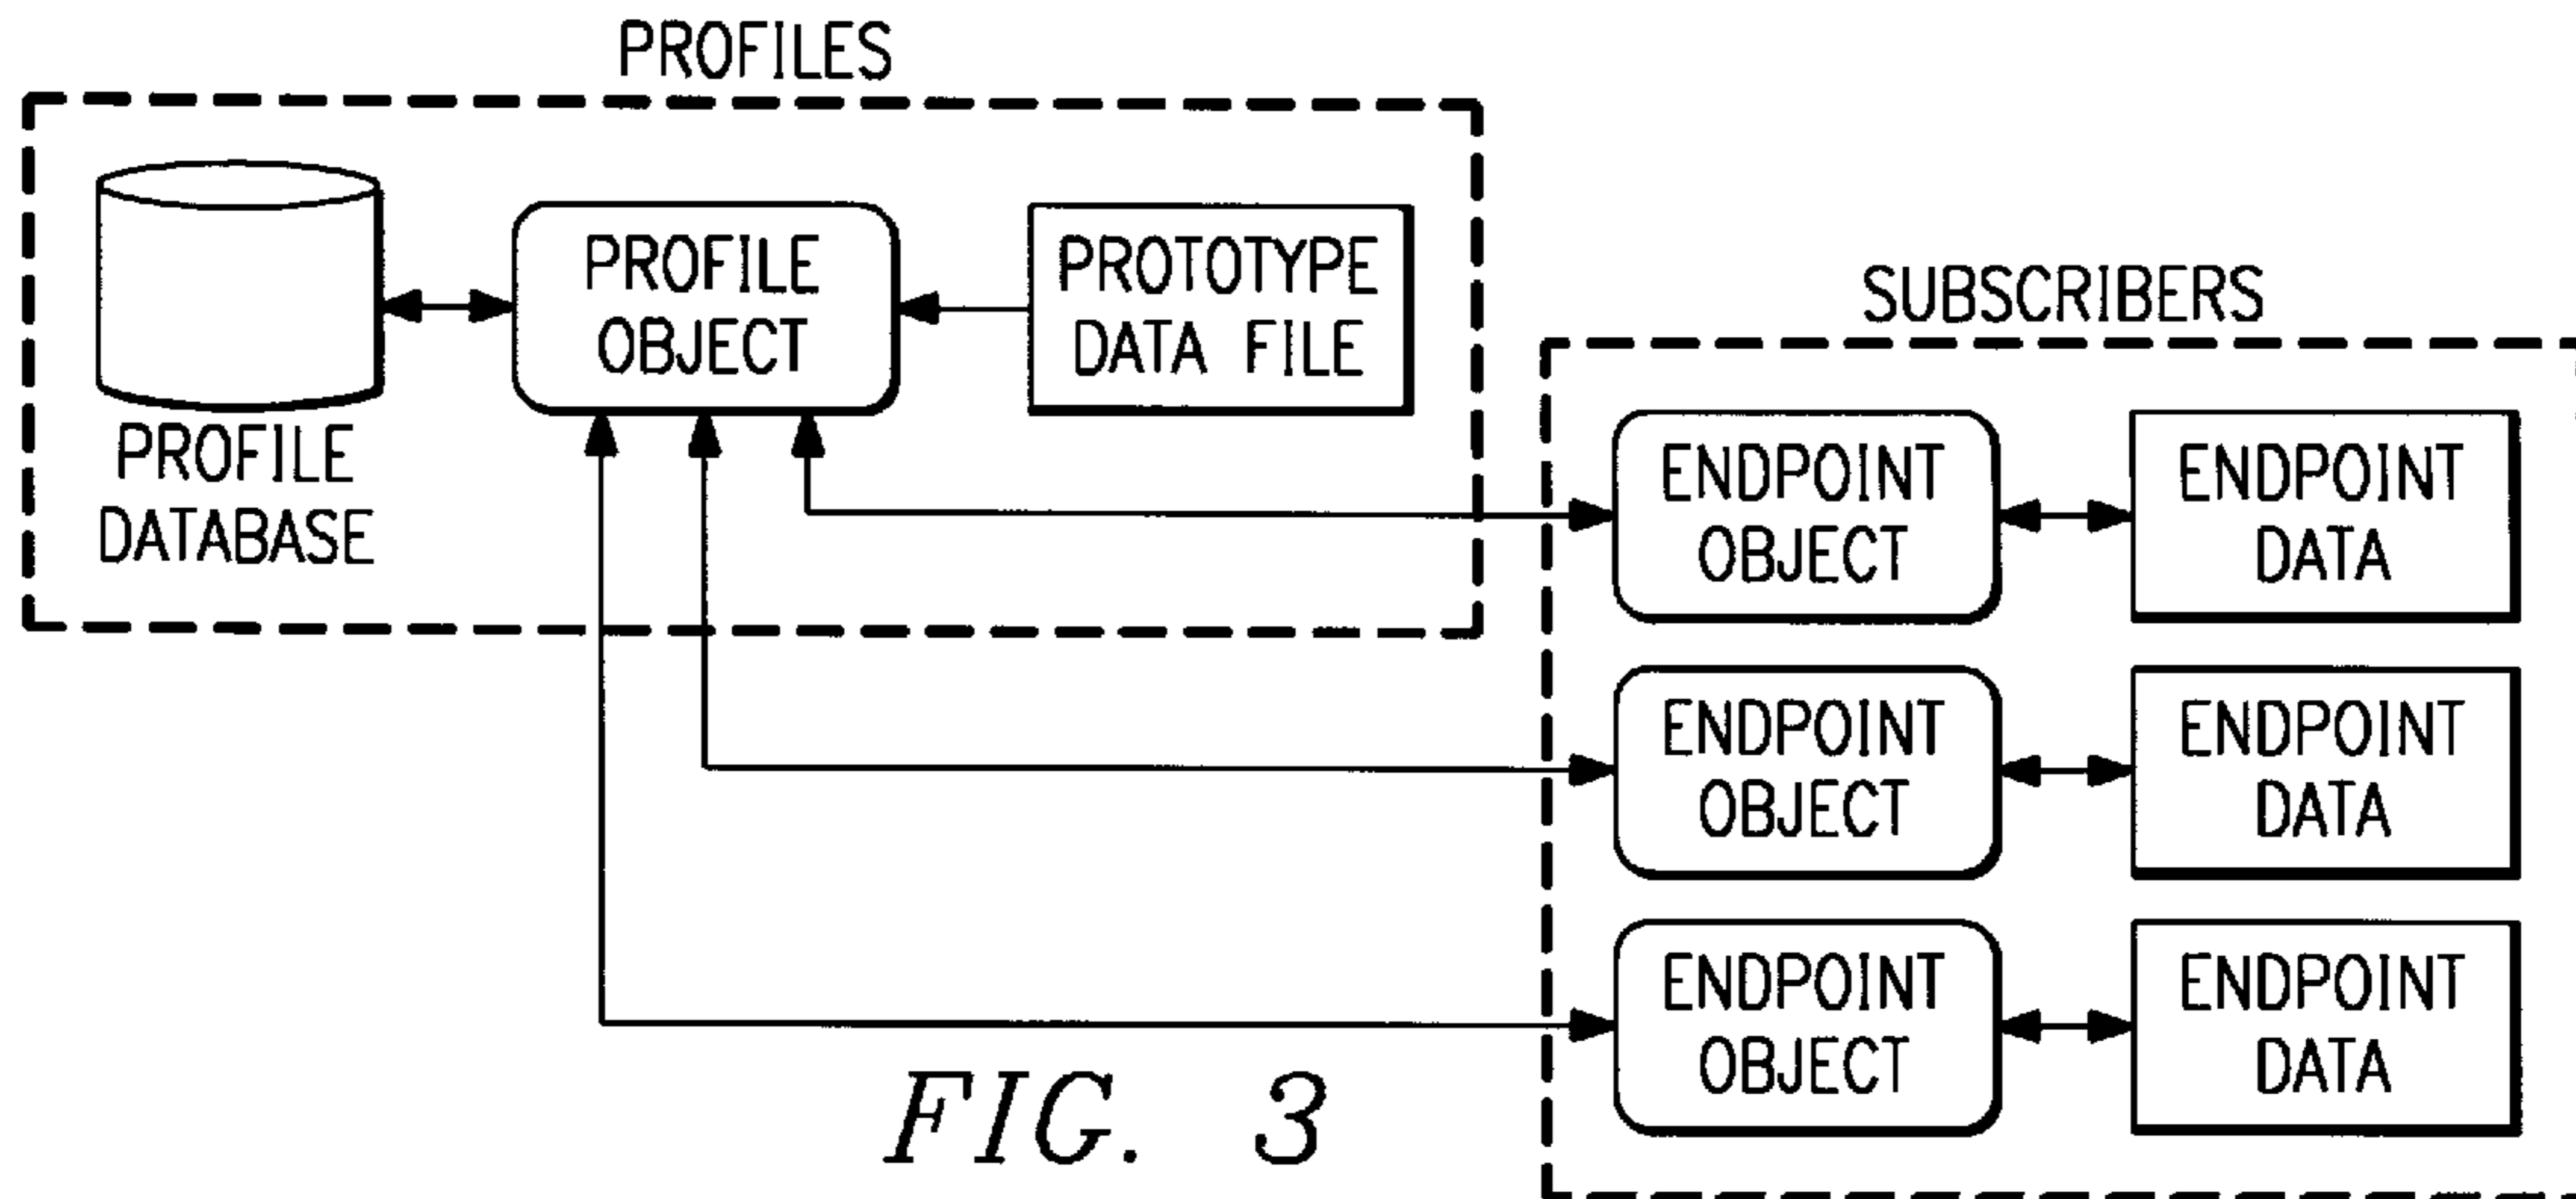 PROFILES
PROFILE
OBJECT
PROTOTYPE
DATA FILE
PROFILE
DATABASE
SUBSCRIBERS
ENDPOINT
OBJECT
ENDPOINT
DATA
ENDPOINT
OBJECT
ENDPOINT
DATA
ENDPOINT
OBJECT
ENDPOINT
DATA
FIG. 3